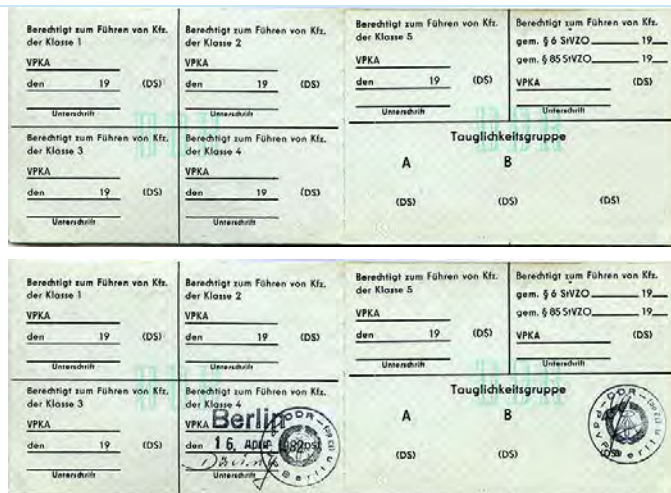 Berechtigt zum Führen von Kfz.
der Klasse 1
VPKA
den 19 (DS)
Unterschrift
Berechtigt zum Führen von Kfz.
der Klasse 2
VPKA
den 19 (DS)
Unterschrift
Berechtigt zum Führen von Kfz.
der Klasse 5
VPKA
den 19 (DS)
Unterschrift
Berechtigt zum Führen von Kfz.
gem. § 6 StVZO 19
gem. § 85 StVZO 19
VPKA (DS)
Unterschrift
Berechtigt zum Führen von Kfz.
der Klasse 3
VPKA
den 19 (DS)
Unterschrift
Berechtigt zum Führen von Kfz.
der Klasse 4
VPKA
den 19 (DS)
Unterschrift
Tauglichkeitsgruppe
A B
(DS) (DS) (DS)
DDR
Berechtigt zum Führen von Kfz.
der Klasse 1
VPKA
den 19 (DS)
Unterschrift
Berechtigt zum Führen von Kfz.
der Klasse 2
VPKA
den 19 (DS)
Unterschrift
Berechtigt zum Führen von Kfz.
der Klasse 5
VPKA
den 19 (DS)
Unterschrift
Berechtigt zum Führen von Kfz.
gem. § 6 StVZO 19
gem. § 85 StVZO 19
VPKA (DS)
Unterschrift
Berechtigt zum Führen von Kfz.
der Klasse 3
VPKA
den 19 (DS)
Unterschrift
Berechtigt zum Führen von Kfz.
der Klasse 4
VPKA Berlin
den 16.
Unterschrift
DDR
Berlin
Tauglichkeitsgruppe
A B
(DS) (DS) (DS)
DDR
Berlin